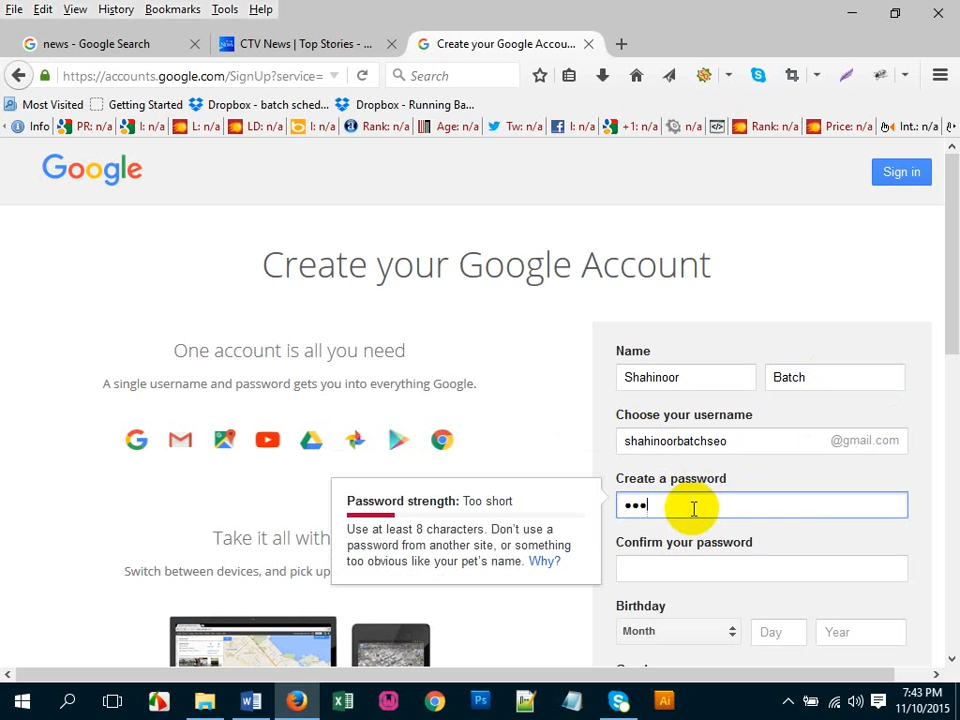 File Edit View History Bookmarks Tools Help
news - Google Search
CTV News | Top Stories - ...
Create your Google Accou...
https://accounts.google.com/SignUp?service=
Search
Most Visited
Getting Started
Dropbox - batch sched...
Dropbox - Running Ba...
Info
PR: n/a
I: n/a
L: n/a
LD: n/a
I: n/a
Rank: n/a
Age: n/a
Tw: n/a
I: n/a
+1: n/a
n/a
Rank: n/a
Price: n/a
Int.: n/a
Google
Sign in
Create your Google Account
One account is all you need
A single username and password gets you into everything Google.
Name
Shahinoor
Batch
Choose your username
shahinoorbatchseo
@gmail.com
Create a password
Password strength: Too short
Use at least 8 characters. Don't use a
password from another site, or something
too obvious like your pet's name. Why?
Confirm your password
Take it all with
Switch between devices, and pick up
Birthday
Month
Day
Year
7:43 PM
11/10/2015